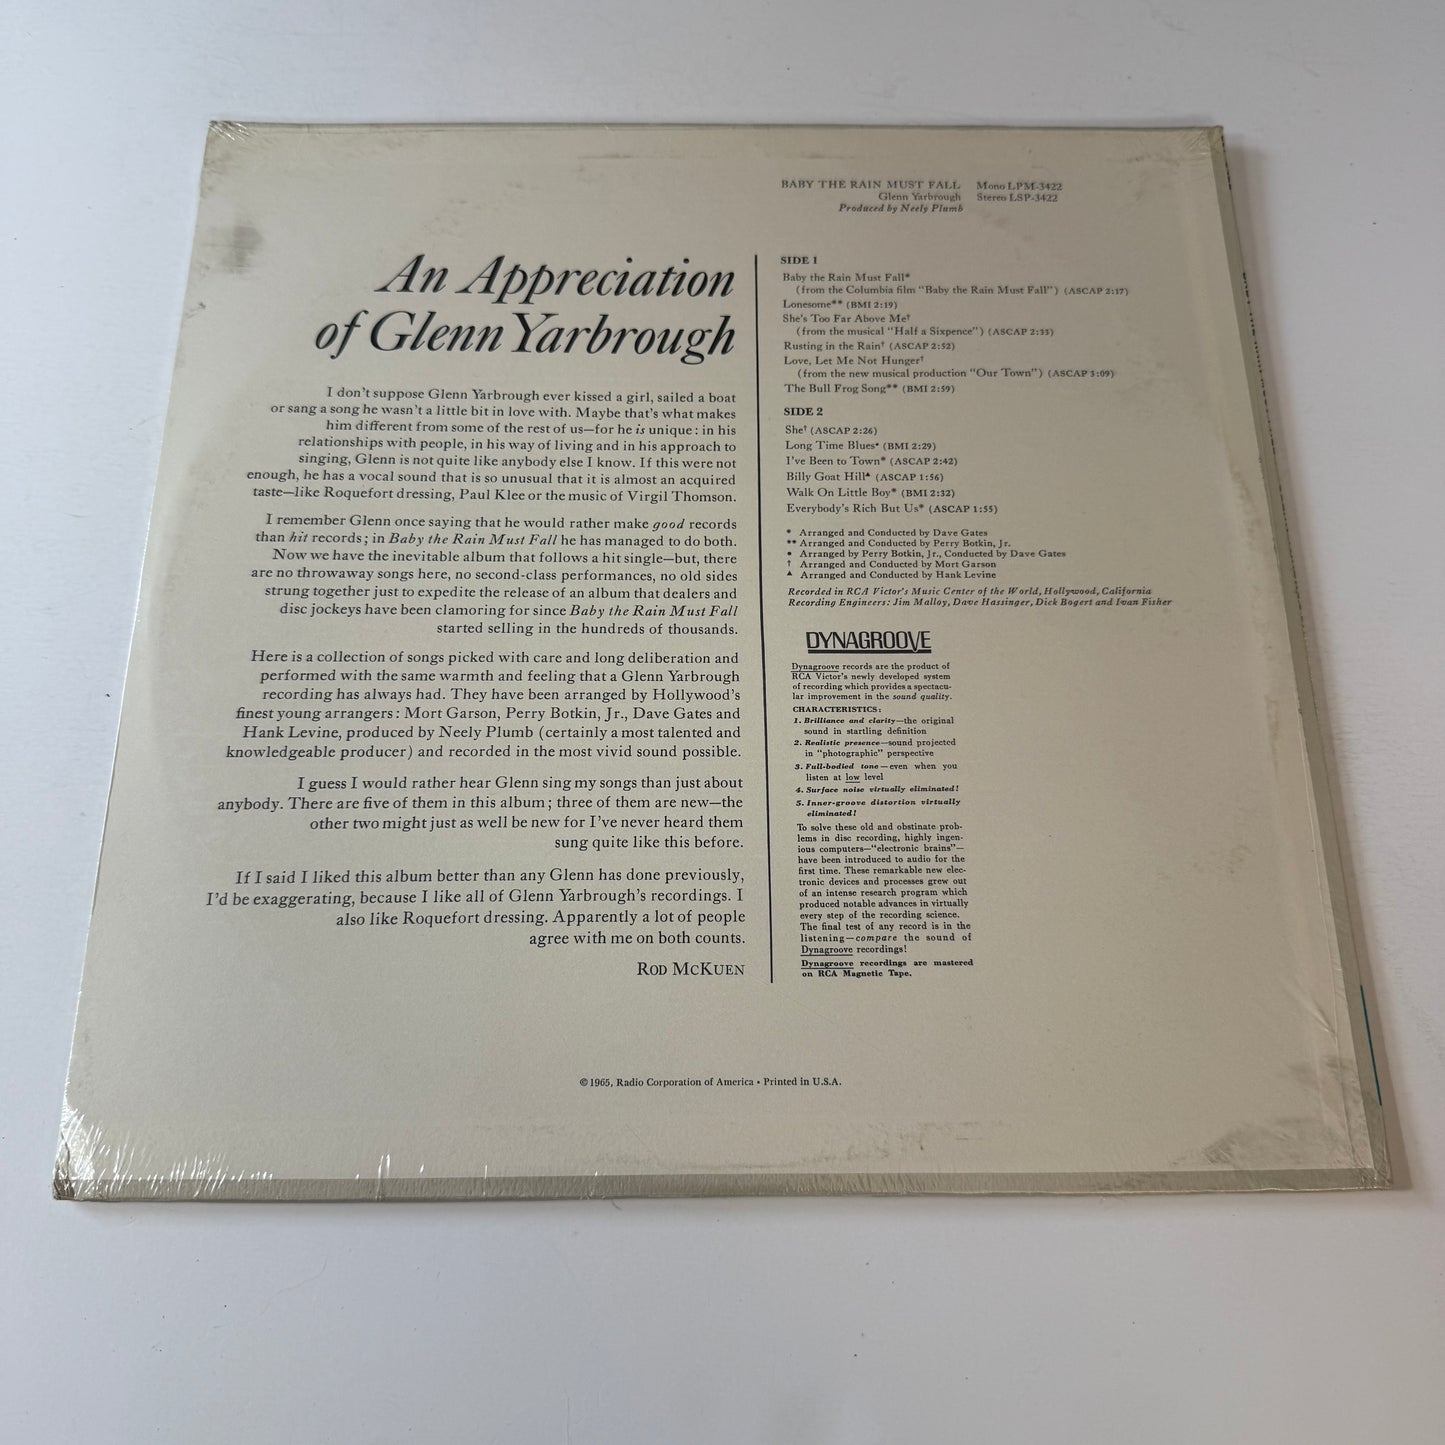 BABY THE RAIN MUST FALL Mono LPM-3422
Glenn Yarbrough Stereo LSP-3422
Produced by Neely Plumb
An Appreciation
of Glenn Yarbrough
I don't suppose Glenn Yarbrough ever kissed a girl, sailed a boat
or sang a song he wasn't a little bit in love with. Maybe that's what makes
him different from some of the rest of us—for he is unique: in his
relationships with people, in his way of living and in his approach to
singing, Glenn is not quite like anybody else I know. If this were not
enough, he has a vocal sound that is so unusual that it is almost an acquired
taste—like Roquefort dressing, Paul Klee or the music of Virgil Thomson.
I remember Glenn once saying that he would rather make good records
than hit records; in Baby the Rain Must Fall he has managed to do both.
Now we have the inevitable album that follows a hit single—but, there
are no throwaway songs here, no second-class performances, no old sides
strung together just to expedite the release of an album that dealers and
disc jockeys have been clamoring for since Baby the Rain Must Fall
started selling in the hundreds of thousands.
Here is a collection of songs picked with care and long deliberation and
performed with the same warmth and feeling that a Glenn Yarbrough
recording has always had. They have been arranged by Hollywood's
finest young arrangers: Mort Garson, Perry Botkin, Jr., Dave Gates and
Hank Levine, produced by Neely Plumb (certainly a most talented and
knowledgeable producer) and recorded in the most vivid sound possible.
I guess I would rather hear Glenn sing my songs than just about
anybody. There are five of them in this album; three of them are new—the
other two might just as well be new for I've never heard them
sung quite like this before.
If I said I liked this album better than any Glenn has done previously,
I'd be exaggerating, because I like all of Glenn Yarbrough's recordings. I
also like Roquefort dressing. Apparently a lot of people
agree with me on both counts.
ROD MCKUEN
SIDE 1
Baby the Rain Must Fall*
(from the Columbia film "Baby the Rain Must Fall") (ASCAP 2:17)
Lonesome** (BMI 2:19)
She's Too Far Above Me†
(from the musical "Half a Sixpence") (ASCAP 2:35)
Rusting in the Rain† (ASCAP 2:52)
Love, Let Me Not Hunger†
(from the new musical production "Our Town") (ASCAP 3:09)
The Bull Frog Song** (BMI 2:59)
SIDE 2
She† (ASCAP 2:26)
Long Time Blues• (BMI 2:29)
I've Been to Town* (ASCAP 2:42)
Billy Goat Hill▲ (ASCAP 1:56)
Walk On Little Boy* (BMI 2:32)
Everybody's Rich But Us* (ASCAP 1:55)
* Arranged and Conducted by Dave Gates
** Arranged and Conducted by Perry Botkin, Jr.
• Arranged by Perry Botkin, Jr., Conducted by Dave Gates
† Arranged and Conducted by Mort Garson
▲ Arranged and Conducted by Hank Levine
Recorded in RCA Victor's Music Center of the World, Hollywood, California
Recording Engineers: Jim Malloy, Dave Hassinger, Dick Bogert and Ivan Fisher
DYNAGROOVE
Dynagroove records are the product of
RCA Victor's newly developed system
of recording which provides a spectacu-
lar improvement in the sound quality.
CHARACTERISTICS:
1. Brilliance and clarity—the original
sound in startling definition
2. Realistic presence—sound projected
in "photographic" perspective
3. Full-bodied tone—even when you
listen at low level
4. Surface noise virtually eliminated!
5. Inner-groove distortion virtually
eliminated!
To solve these old and obstinate prob-
lems in disc recording, highly ingen-
ious computers—"electronic brains"—
have been introduced to audio for the
first time. These remarkable new elec-
tronic devices and processes grew out
of an intense research program which
produced notable advances in virtually
every step of the recording science.
The final test of any record is in the
listening—compare the sound of
Dynagroove recordings!
Dynagroove recordings are mastered
on RCA Magnetic Tape.
© 1965, Radio Corporation of America • Printed in U.S.A.